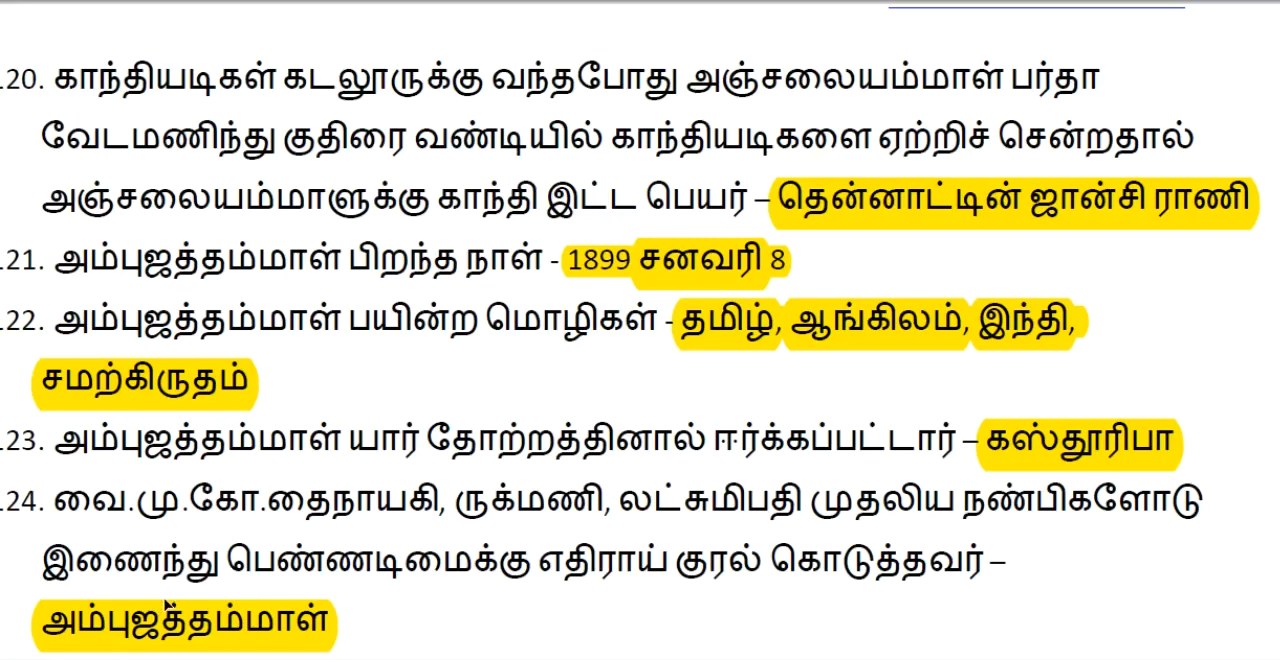 .20. காந்தியடிகள் கடலூருக்கு வந்தபோது அஞ்சலையம்மாள் பர்தா
வேடமணிந்து குதிரை வண்டியில் காந்தியடிகளை ஏற்றிச் சென்றதால்
அஞ்சலையம்மாளுக்கு காந்தி இட்ட பெயர் – தென்னாட்டின் ஜான்சி ராணி
.21. அம்புஜத்தம்மாள் பிறந்த நாள் - 1899 சனவரி 8
.22. அம்புஜத்தம்மாள் பயின்ற மொழிகள் - தமிழ், ஆங்கிலம், இந்தி,
சமற்கிருதம்
.23. அம்புஜத்தம்மாள் யார் தோற்றத்தினால் ஈர்க்கப்பட்டார் – கஸ்தூரிபா
.24. வை.மு.கோ.தைநாயகி, ருக்மணி, லட்சுமிபதி முதலிய நண்பிகளோடு
இணைந்து பெண்ணடிமைக்கு எதிராய் குரல் கொடுத்தவர் –
அம்புஜத்தம்மாள்